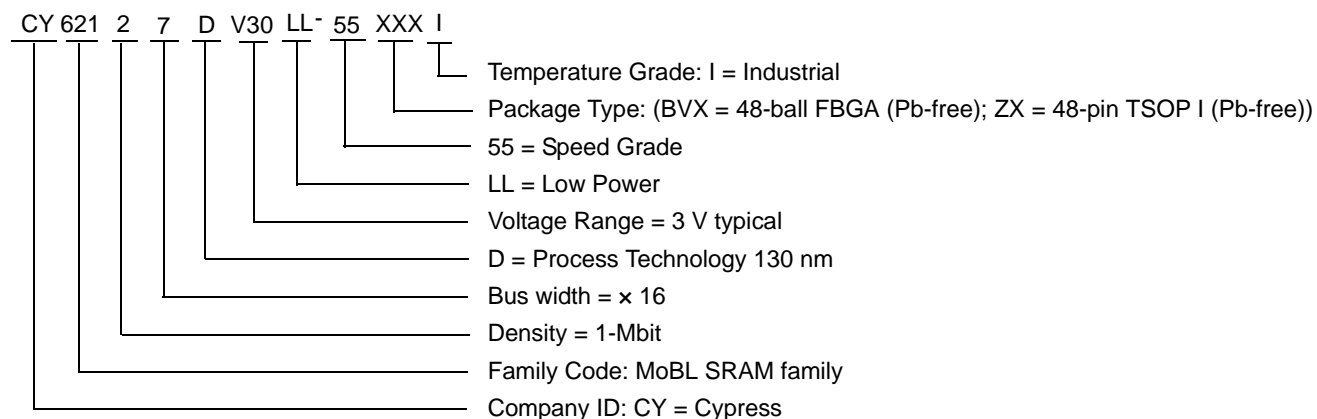 CY 621 2 7 D V30 LL - 55 XXX I
Temperature Grade: I = Industrial
Package Type: (BVX = 48-ball FBGA (Pb-free); ZX = 48-pin TSOP I (Pb-free))
55 = Speed Grade
LL = Low Power
Voltage Range = 3 V typical
D = Process Technology 130 nm
Bus width = × 16
Density = 1-Mbit
Family Code: MoBL SRAM family
Company ID: CY = Cypress